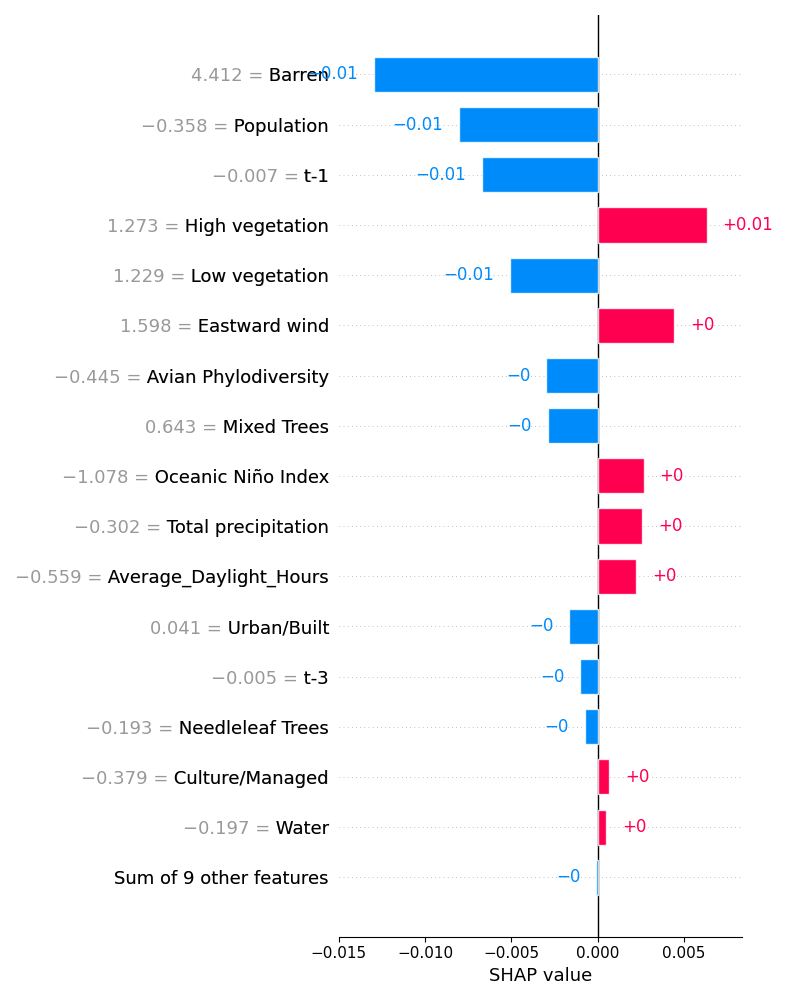 4.412 = Barren −0.01
−0.358 = Population −0.01
−0.007 = t-1 −0.01
1.273 = High vegetation +0.01
1.229 = Low vegetation −0.01
1.598 = Eastward wind +0
−0.445 = Avian Phylodiversity −0
0.643 = Mixed Trees −0
−1.078 = Oceanic Niño Index +0
−0.302 = Total precipitation +0
−0.559 = Average_Daylight_Hours +0
0.041 = Urban/Built −0
−0.005 = t-3 −0
−0.193 = Needleleaf Trees −0
−0.379 = Culture/Managed +0
−0.197 = Water +0
Sum of 9 other features −0
−0.015 −0.010 −0.005 0.000 0.005
SHAP value